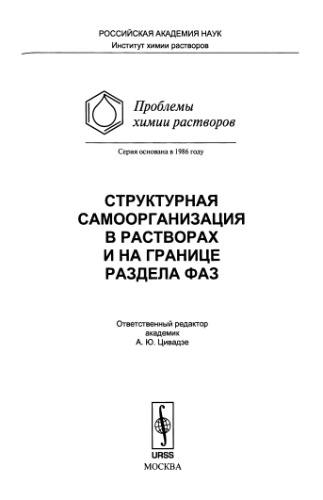 РОССИЙСКАЯ АКАДЕМИЯ НАУК
Институт химии растворов
Проблемы
химии растворов
Серия основана в 1986 году
СТРУКТУРНАЯ
САМООРГАНИЗАЦИЯ
В РАСТВОРАХ
И НА ГРАНИЦЕ
РАЗДЕЛА ФАЗ
Ответственный редактор
академик
А. Ю. Цивадзе
URSS
МОСКВА